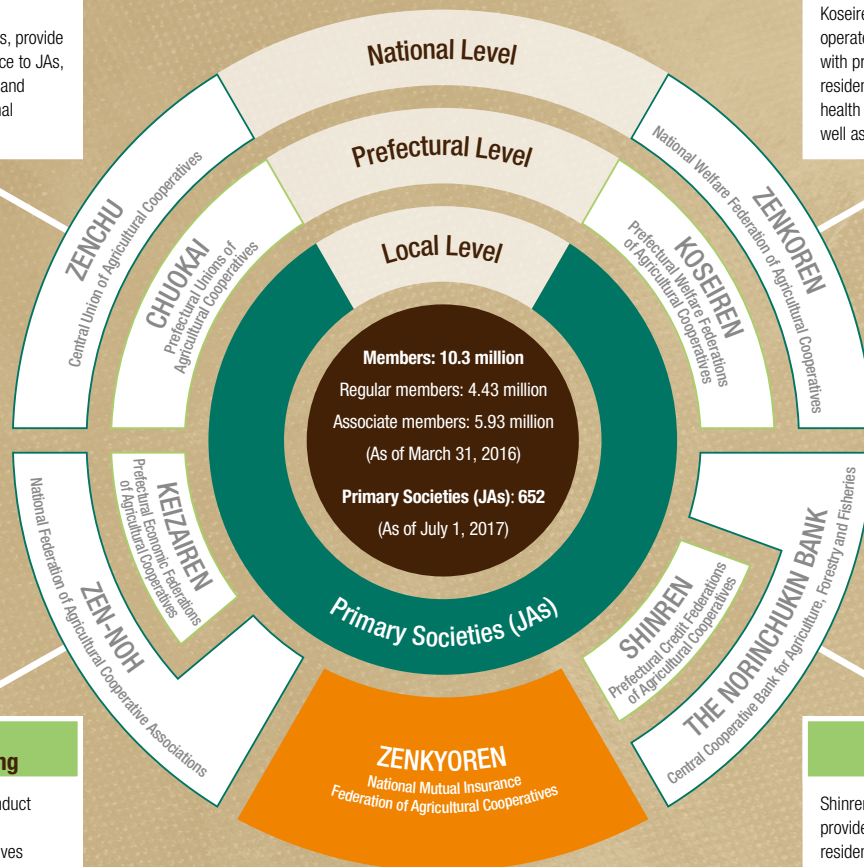 s, provide
ce to JAs,
and
nal
Koseire
operate
with pr
residen
health
well as
National Level
Prefectural Level
Local Level
ZENCHU
Central Union of Agricultural Cooperatives
CHUOKAI
Prefectural Unions of
Agricultural Cooperatives
ZENKOREN
National Welfare Federation of Agricultural Cooperatives
KOSEIREN
Prefectural Welfare Federations
of Agricultural Cooperatives
Members: 10.3 million
Regular members: 4.43 million
Associate members: 5.93 million
(As of March 31, 2016)
Primary Societies (JAs): 652
(As of July 1, 2017)
Primary Societies (JAs)
KEIZAIREN
Prefectural Economic Federations
of Agricultural Cooperatives
ZEN-NOH
National Federation of Agricultural Cooperative Associations
SHINREN
Prefectural Credit Federations
of Agricultural Cooperatives
THE NORINCHUKIN BANK
Central Cooperative Bank for Agriculture, Forestry and Fisheries
ZENKYOREN
National Mutual Insurance
Federation of Agricultural Cooperatives
ng
nduct
ves
Shinren
provide
residen